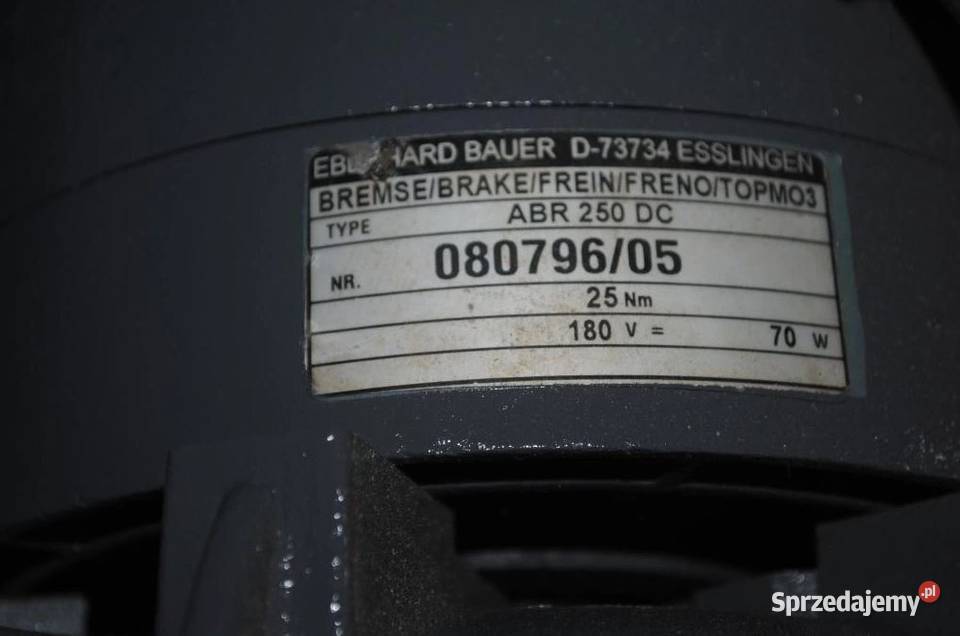 HARD BAUER D-73734 ESSLINGEN
BREMSE/BRAKE/FREIN/FRENO/TOPMO3
TYPE ABR 250 DC
NR. 080796/05
25 Nm
180 V = 70 W
Sprzedajemy.pl